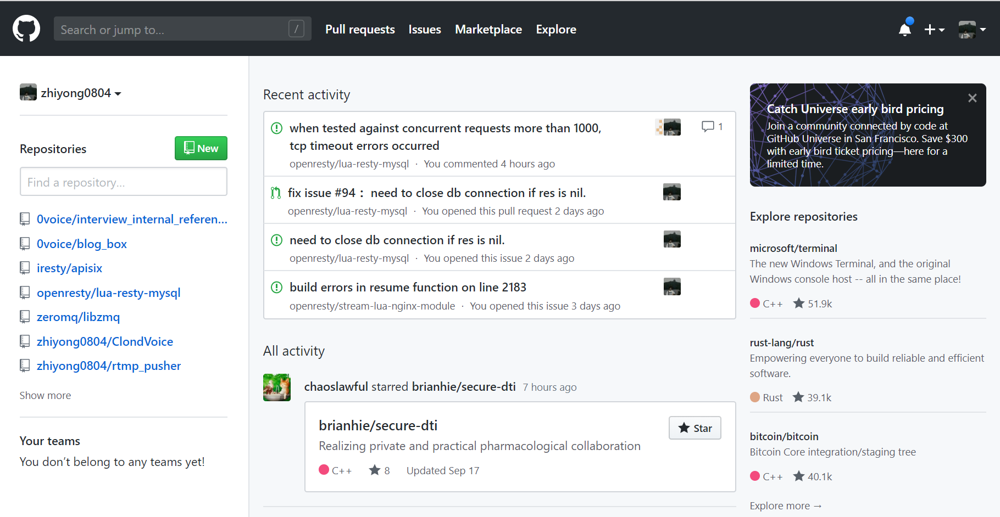 Search or jump to...
/
Pull requests
Issues
Marketplace
Explore
zhiyong0804
Repositories
New
Find a repository...
0voice/interview_internal_referen...
0voice/blog_box
iresty/apisix
openresty/lua-resty-mysql
zeromq/libzmq
zhiyong0804/ClondVoice
zhiyong0804/rtmp_pusher
Show more
Your teams
You don’t belong to any teams yet!
Recent activity
when tested against concurrent requests more than 1000,
tcp timeout errors occurred
1
openresty/lua-resty-mysql · You commented 4 hours ago
fix issue #94 ：need to close db connection if res is nil.
openresty/lua-resty-mysql · You opened this pull request 2 days ago
need to close db connection if res is nil.
openresty/lua-resty-mysql · You opened this issue 2 days ago
build errors in resume function on line 2183
openresty/stream-lua-nginx-module · You opened this issue 3 days ago
All activity
chaoslawful starred brianhie/secure-dti 7 hours ago
brianhie/secure-dti
Star
Realizing private and practical pharmacological collaboration
C++ 8 Updated Sep 17
Catch Universe early bird pricing
Join a community connected by code at
GitHub Universe in San Francisco. Save $300
with early bird ticket pricing—here for a
limited time.
Explore repositories
microsoft/terminal
The new Windows Terminal, and the original
Windows console host -- all in the same place!
C++ 51.9k
rust-lang/rust
Empowering everyone to build reliable and efficient
software.
Rust 39.1k
bitcoin/bitcoin
Bitcoin Core integration/staging tree
C++ 40.1k
Explore more →